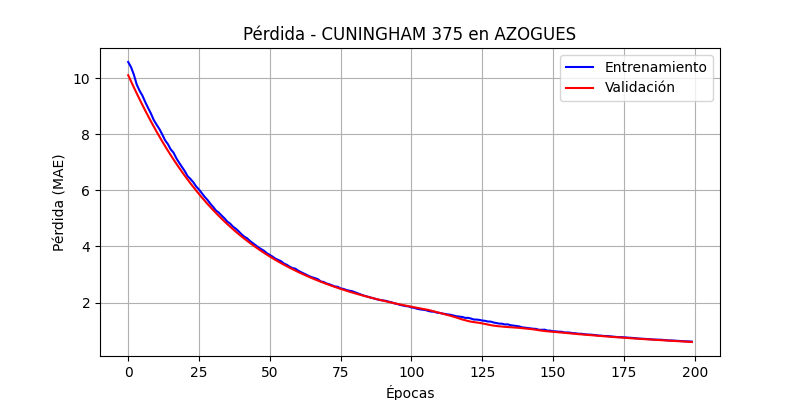 Pérdida - CUNINGHAM 375 en AZOGUES
Entrenamiento
Validación
Pérdida (MAE)
10
8
6
4
2
0 25 50 75 100 125 150 175 200
Épocas